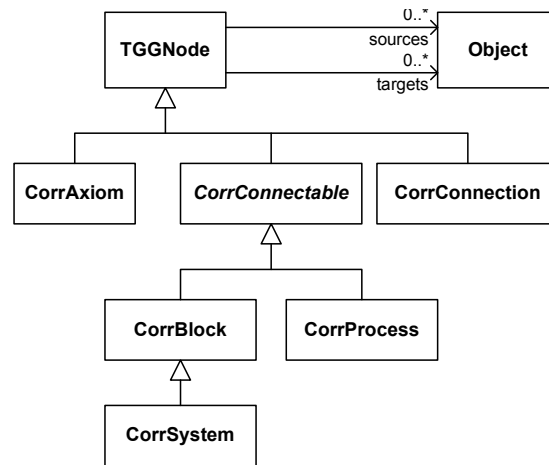 0..*
TGGNode
sources
Object
0..*
targets
CorrAxiom
CorrConnectable
CorrConnection
CorrBlock
CorrProcess
CorrSystem